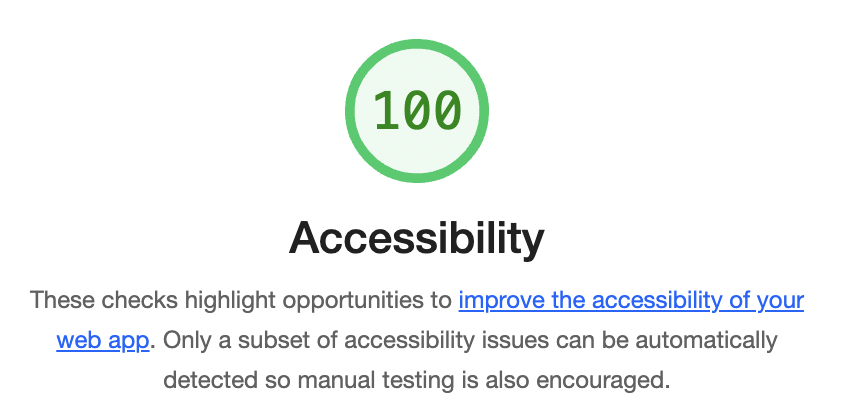 100
Accessibility
These checks highlight opportunities to improve the accessibility of your
web app. Only a subset of accessibility issues can be automatically
detected so manual testing is also encouraged.